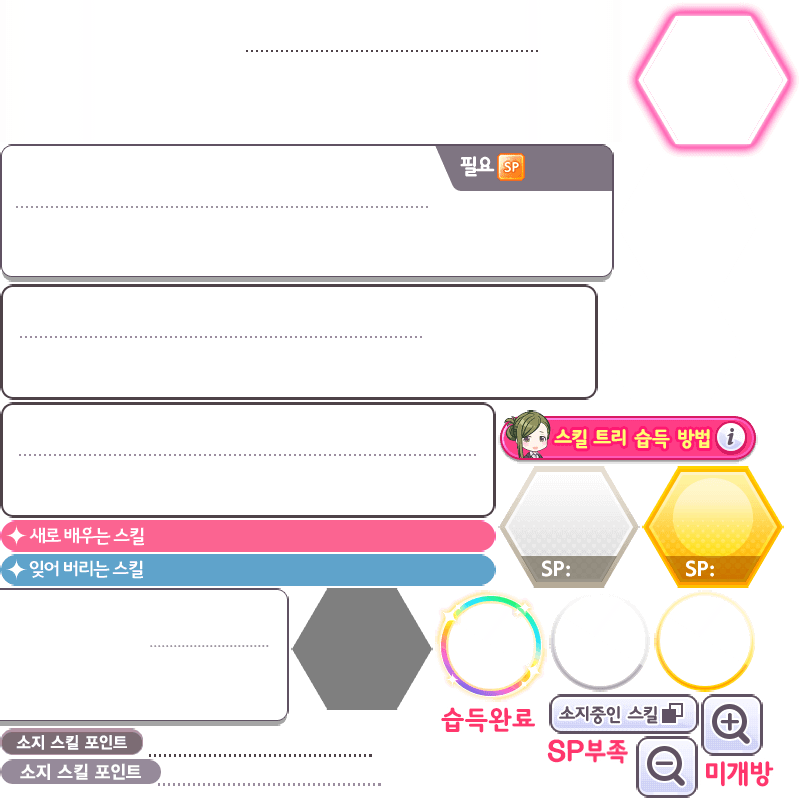 필요 SP
스킬 트리 습득 방법 i
새로 배우는 스킬
SP:
SP:
잊어 버리는 스킬
습득완료
소지중인 스킬
소지 스킬 포인트
SP부족
소지 스킬 포인트
미개방